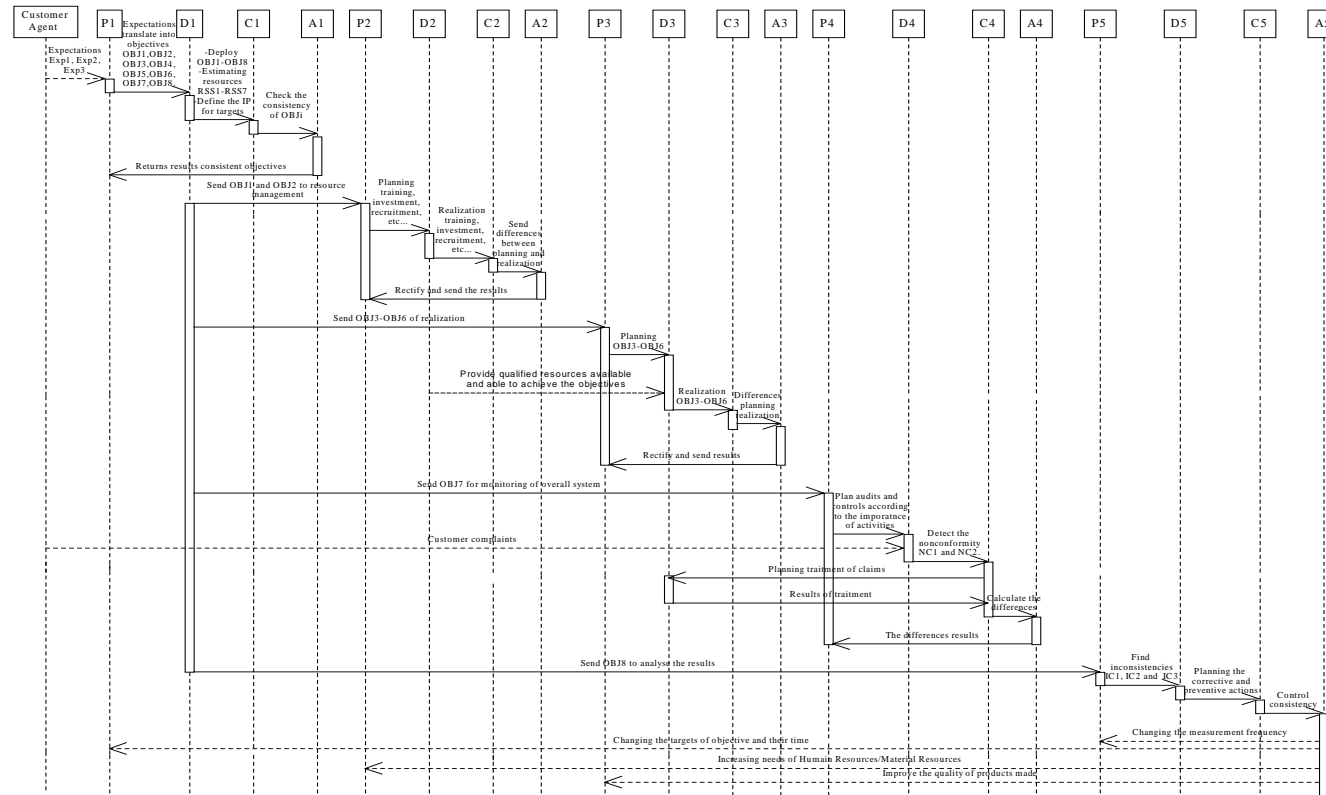 Customer
Agent
P1
D1
C1
A1
P2
D2
C2
A2
P3
D3
C3
A3
P4
D4
C4
A4
P5
D5
C5
A5
Expectations
Exp1, Exp2,
Exp3
Expectations
translate into
objectives
OBJ1,OBJ2,
OBJ3,OBJ4,
OBJ5,OBJ6,
OBJ7,OBJ8
-Deploy
OBJ1-OBJ8
-Estimating
resources
RSS1-RSS7
-Define the IP
for targets
Check the
consistency
of OBJi
Returns results consistent objectives
Send OBJ1 and OBJ2 to resource
management
Planning
training,
investment,
recruitment,
etc...
Realization
training,
investment,
recruitment,
etc...
Send
differences
between
planning and
realization
Rectify and send the results
Send OBJ3-OBJ6 of realization
Planning
OBJ3-OBJ6
Provide qualified resources available
and able to achieve the objectives
Realization
OBJ3-OBJ6
Differences
planning
realization
Rectify and send results
Send OBJ7 for monitoring of overall system
Plan audits and
controls according
to the imporatnce
of activities
Customer complaints
Detect the
nonconformity
NC1 and NC2.
Planning traitment of claims
Results of traitment
Calculate the
differences
The differences results
Send OBJ8 to analyse the results
Find
inconsistencies
IC1, IC2 and IC3
Planning the
corrective and
preventive actions
Control
consistency
Changing the measurement frequency
Changing the targets of objective and their time
Increasing needs of Human Resources/Material Resources
Improve the quality of products made